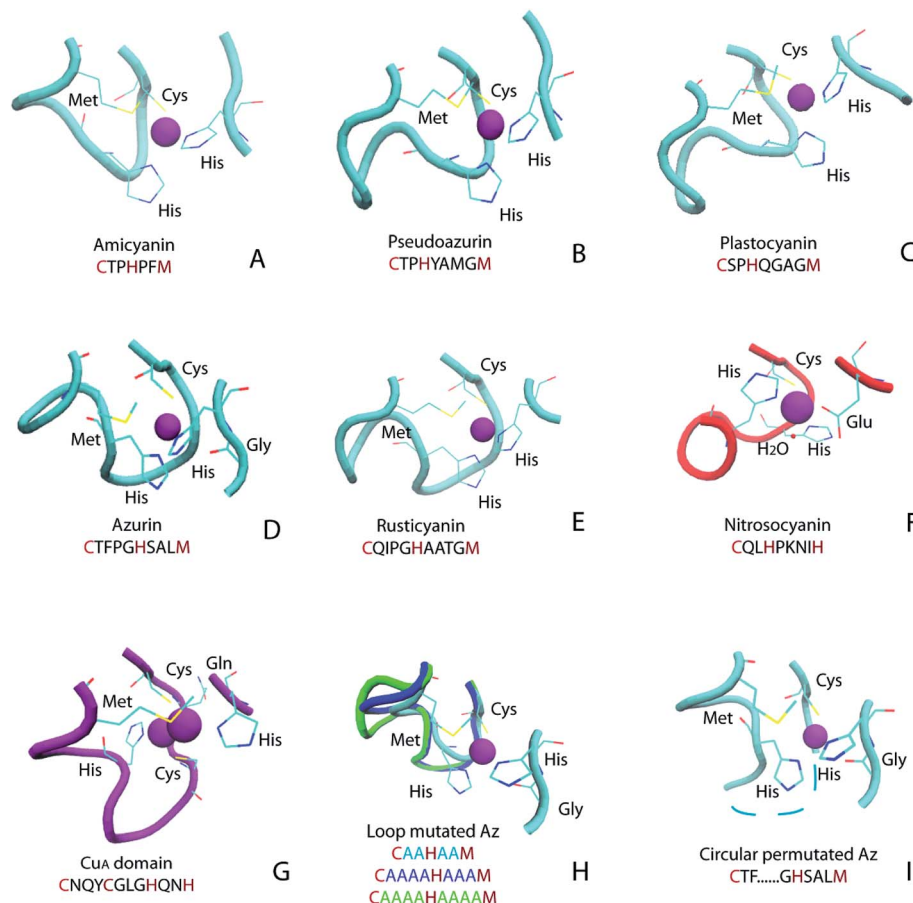 Met
Cys
His
His
Amicyanin
CTPHPFM
A
Met
Cys
His
His
Pseudoazurin
CTPHYAMGM
B
Met
Cys
His
His
Plastocyanin
CSPHQGAGM
C
Cys
Met
His
His
Gly
Azurin
CTFPGHSALM
D
Cys
Met
His
His
Rusticyanin
CQIPGHAATGM
E
Cys
His
Glu
H2O
His
Nitrosocyanin
CQLHPKNIH
F
Cys
Gln
Met
His
His
Cys
CuA domain
CNQYCGLGHQNH
G
Cys
Met
His
His
Gly
Loop mutated Az
CAAHAAM
CAAAAHAAAM
CAAAAHAAAAM
H
Cys
Met
His
His
Gly
Circular permutated Az
CTF......GHSALM
I